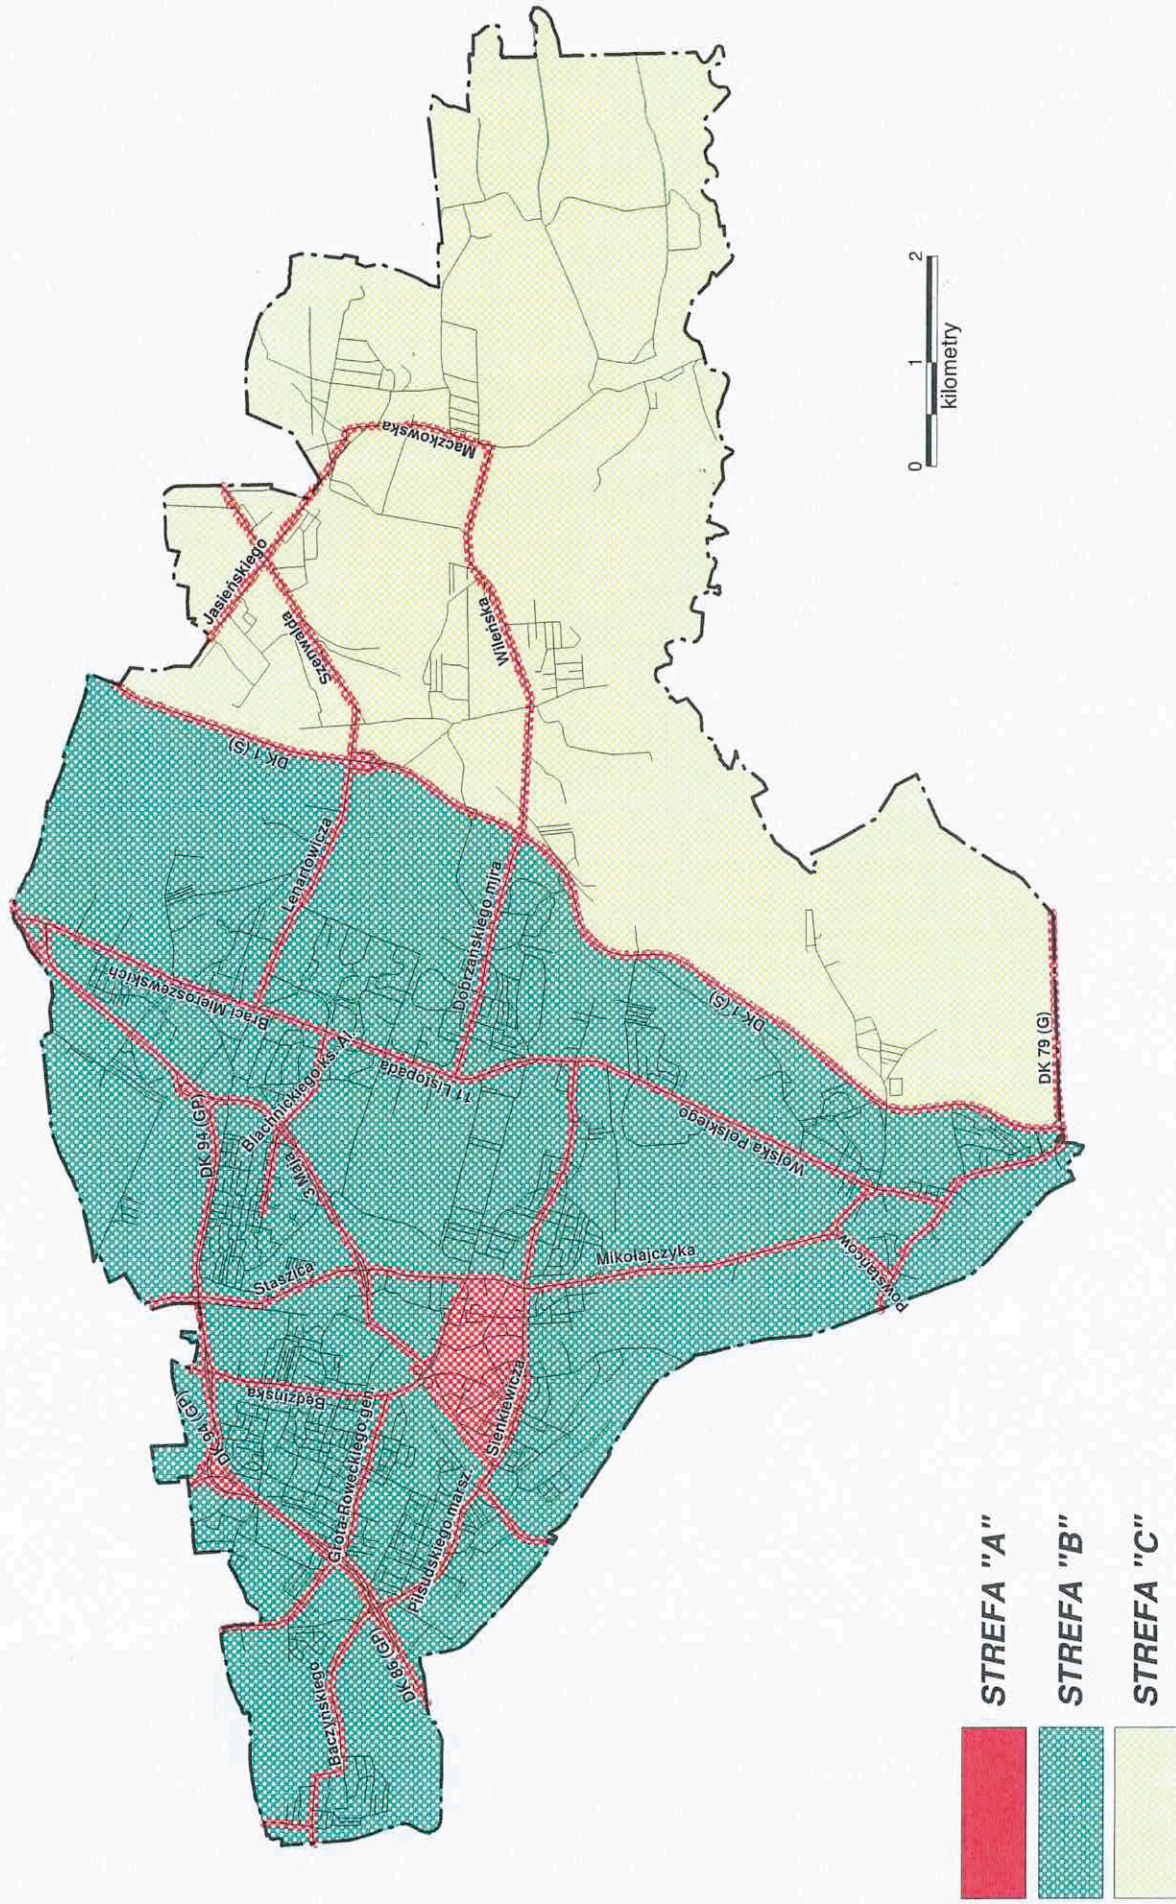 Jasieńskiego
Szenwalda
Maczkowska
Wileńska
DK 1 (S)
Lenartowicza
Dobrzańskiego mjra
Braci Mieroszewskich
11 Listopada
Blachnickiego ks. Al.
DK 94 (GP)
3 Maja
Staszica
Mikołajczyka
Wojska Polskiego
DK 1 (S)
DK 79 (G)
Powstańców
Będzińska
DK 94 (GP)
Grota-Roweckiego gen.
Sienkiewicza
Piłsudskiego marsz.
DK 86 (GP)
Baczyńskiego
0 1 2
kilometry
STREFA "A"
STREFA "B"
STREFA "C"